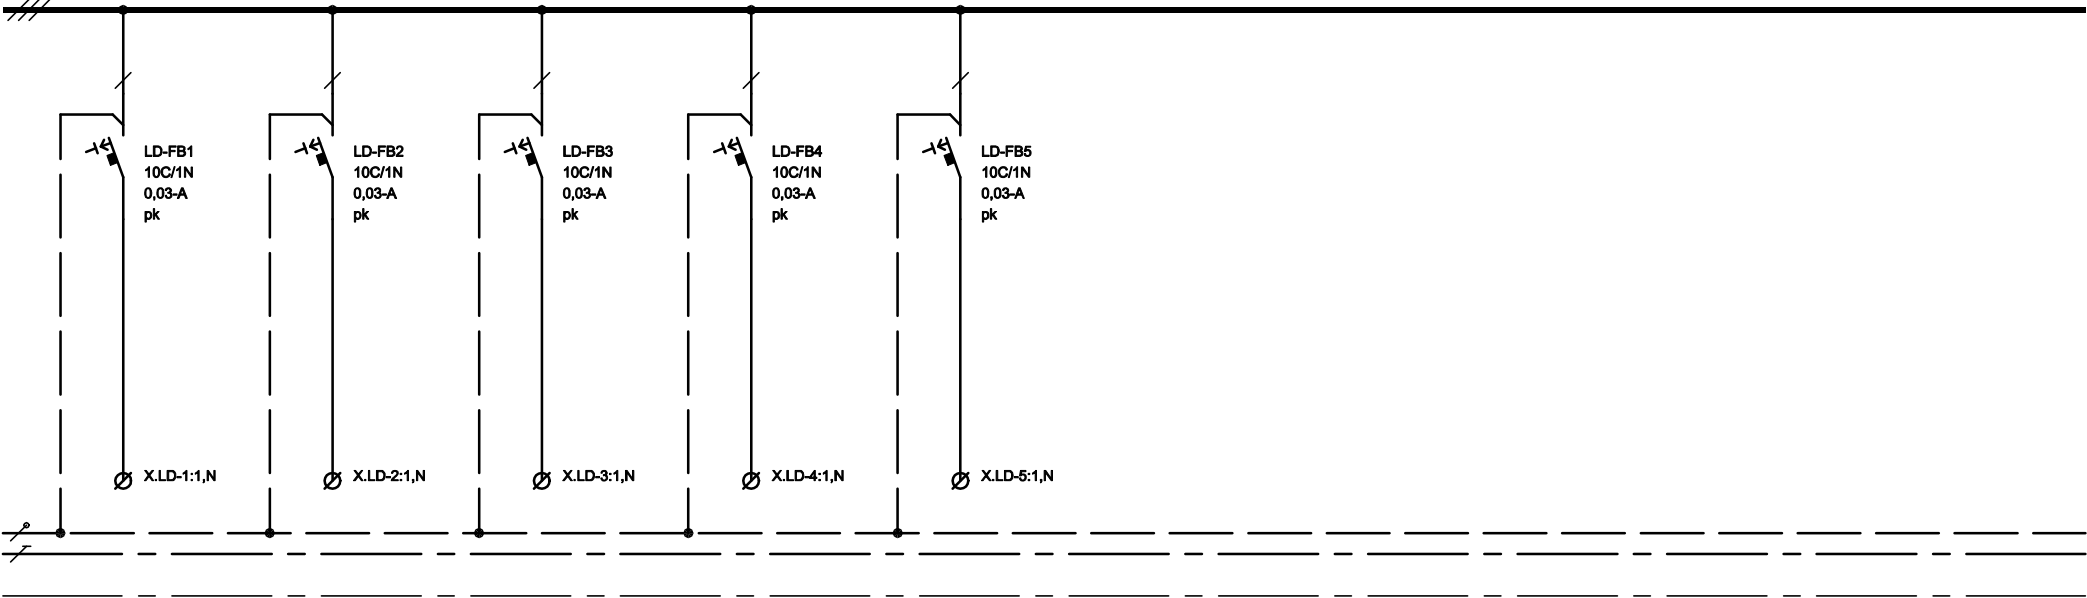 LD-FB1
10C/1N
0,03-A
pk
LD-FB2
10C/1N
0,03-A
pk
LD-FB3
10C/1N
0,03-A
pk
LD-FB4
10C/1N
0,03-A
pk
LD-FB5
10C/1N
0,03-A
pk
X.LD-1:1,N
X.LD-2:1,N
X.LD-3:1,N
X.LD-4:1,N
X.LD-5:1,N